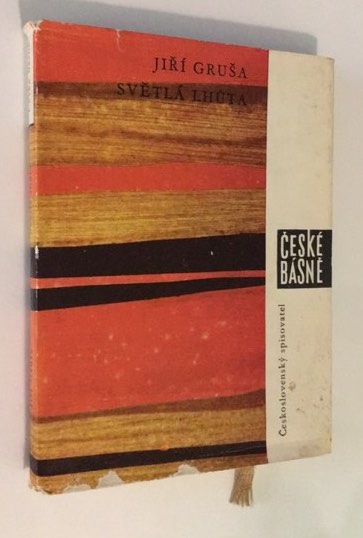 JIŘÍ GRUŠA
SVĚTLÁ LHŮTA
ČESKÉ
BÁSNĚ
Československý spisovatel